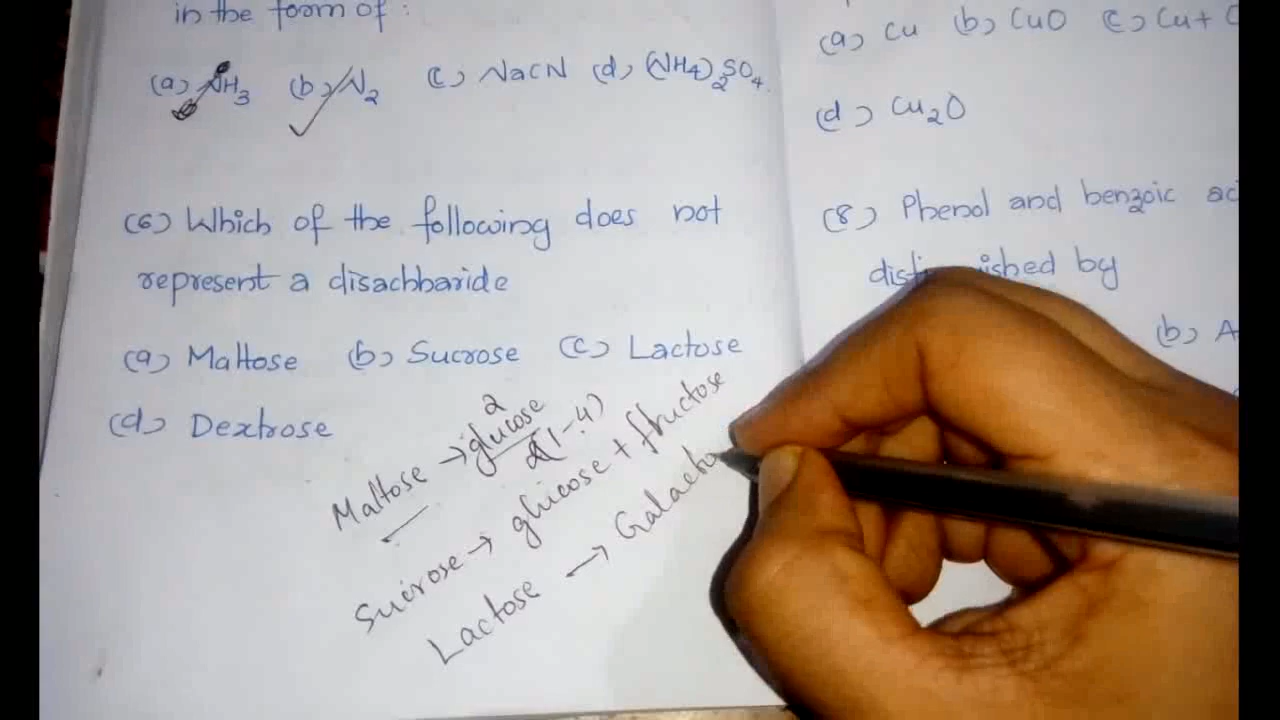 in the form of :
(a) NH3 (b) N2 (c) NaCN (d) (NH4)2SO4
(6) Which of the following does not
represent a disachharide
(a) Maltose (b) Sucrose (c) Lactose
(d) Dextrose
Maltose → glucose 2
α(1-4)
Sucrose → glucose + fructose
Lactose → Galacto
(a) Cu (b) CuO (c) Cu +
(d) Cu2O
(8) Phenol and benzoic
by
(b) A